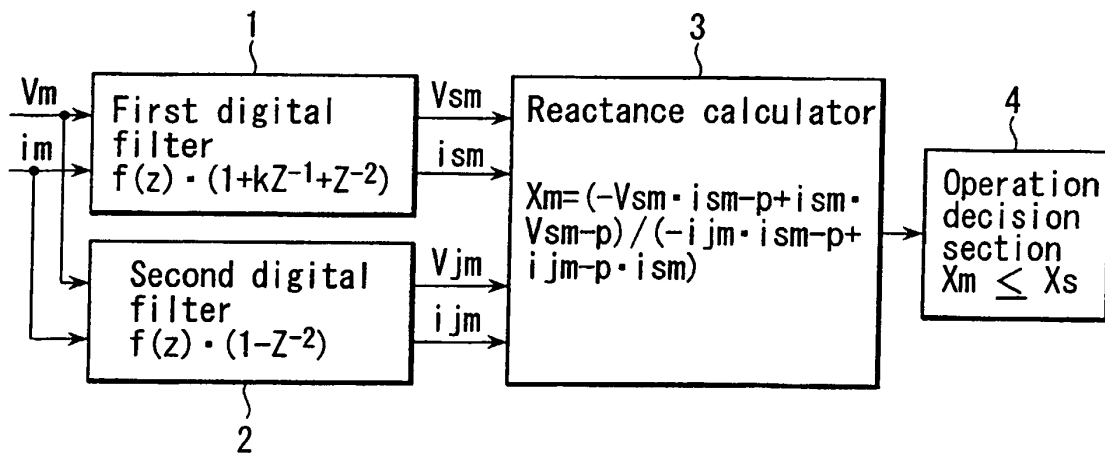 1
Vm
im
First digital
filter
f(z)・(1+kZ⁻¹+Z⁻²)
Vsm
ism
Second digital
filter
f(z)・(1-Z⁻²)
2
Vjm
ijm
3
Reactance calculator
Xm=(-Vsm・ism-p+ism・
Vsm-p)/(-ijm・ism-p+
ijm-p・ism)
4
Operation
decision
section
Xm ≤ Xs